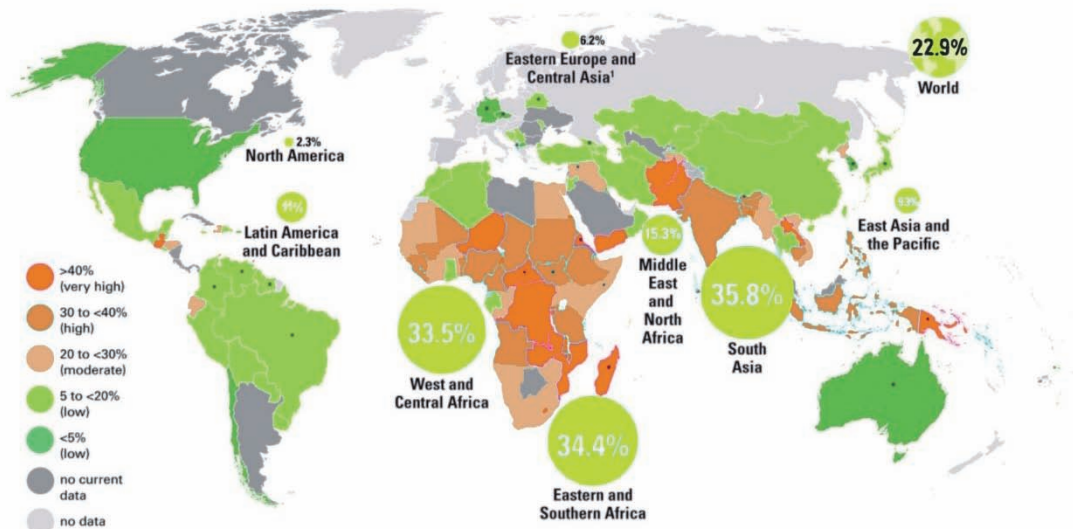 6.2%
Eastern Europe and
Central Asia¹
22.9%
World
2.3%
North America
Latin America
and Caribbean
9.3%
East Asia and
the Pacific
15.3%
Middle
East and
North
Africa
35.8%
South
Asia
33.5%
West and
Central Africa
34.4%
Eastern and
Southern Africa
>40%
(very high)
30 to <40%
(high)
20 to <30%
(moderate)
5 to <20%
(low)
<5%
(low)
no current
data
no data